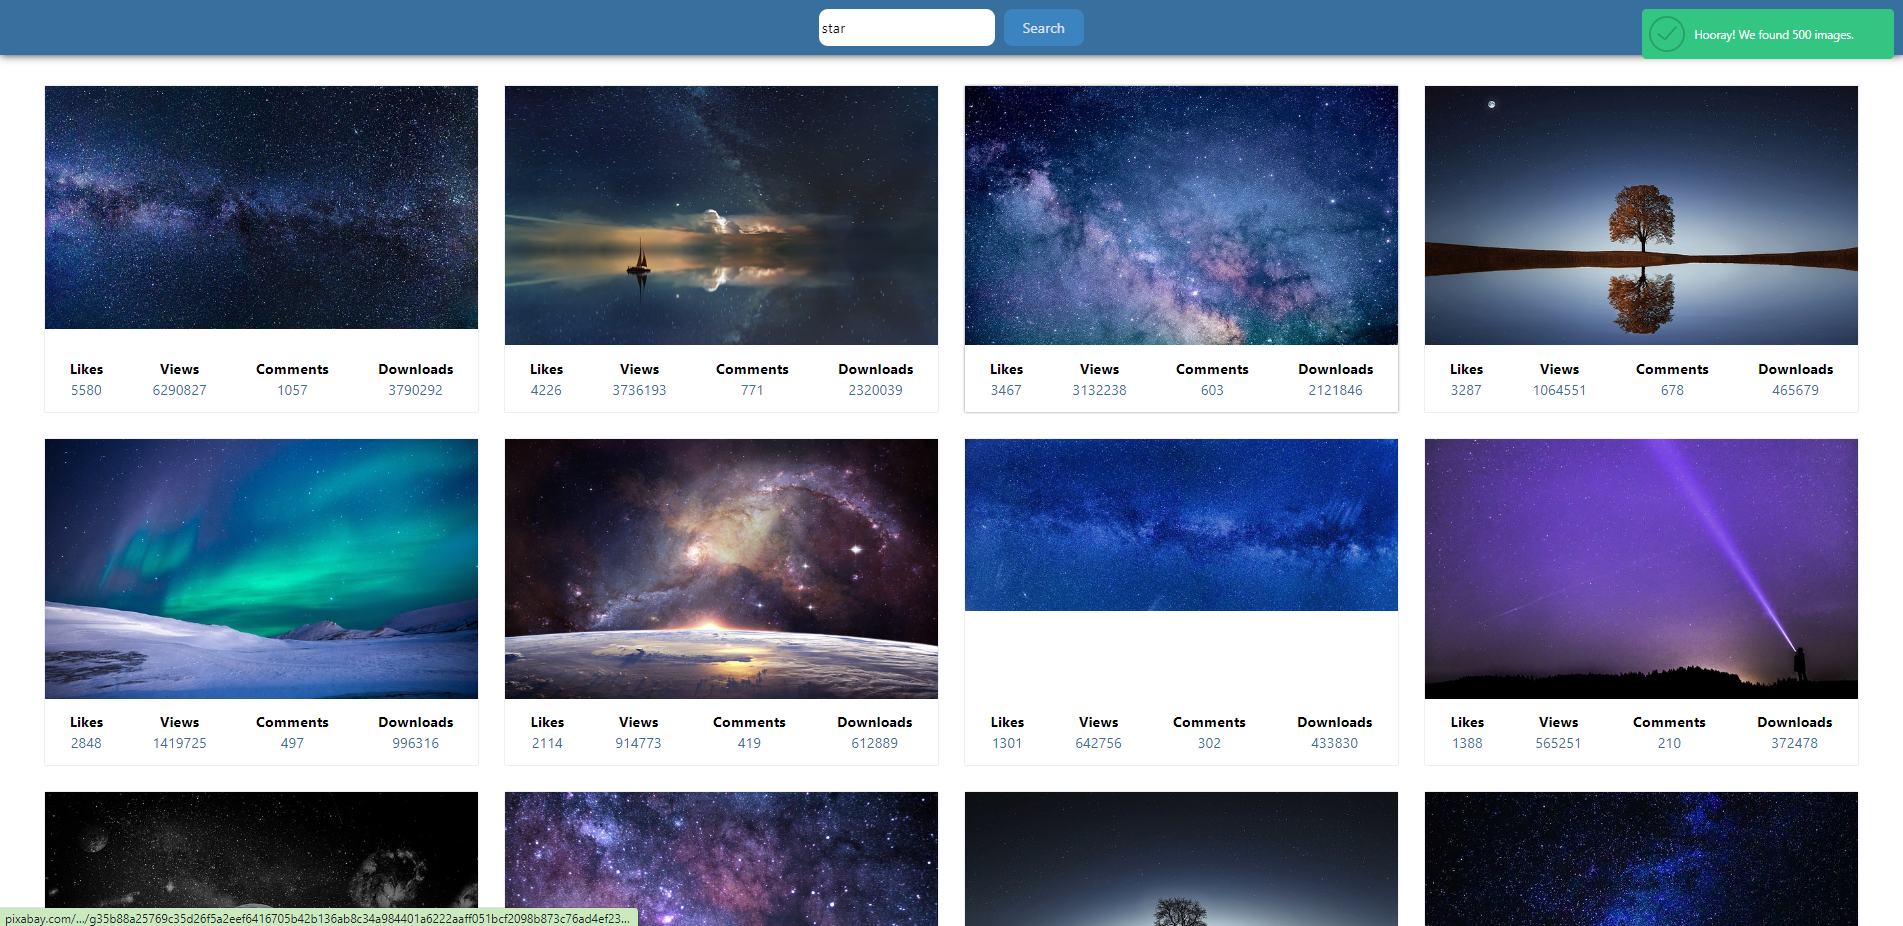 star
Search
Hooray! We found 500 images.
Likes Views Comments Downloads
5580 6290827 1057 3790292
Likes Views Comments Downloads
4226 3736193 771 2320039
Likes Views Comments Downloads
3467 3132238 603 2121846
Likes Views Comments Downloads
3287 1064551 678 465679
Likes Views Comments Downloads
2848 1419725 497 996316
Likes Views Comments Downloads
2114 914773 419 612889
Likes Views Comments Downloads
1301 642756 302 433830
Likes Views Comments Downloads
1388 565251 210 372478
pixabay.com/.../g35b88a25769c35d26f5a2eef6416705b42b136ab8c34a984401a6222aaff051bcf2098b873c76ad4ef23...